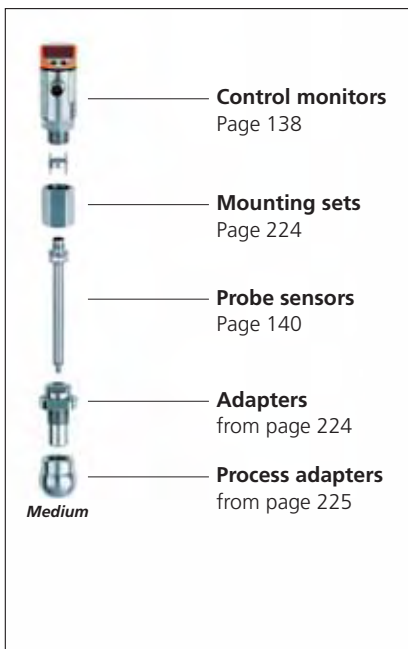 Control monitors
Page 138
Mounting sets
Page 224
Probe sensors
Page 140
Adapters
from page 224
Process adapters
from page 225
Medium